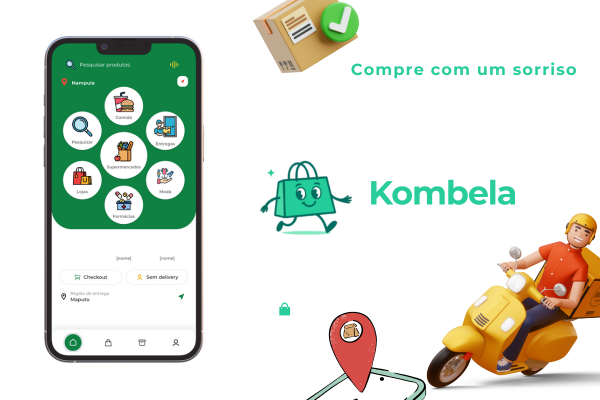 Pesquisar produtos
Nampula
Comida
Pesquisar
Entregas
Supermercados
Lojas
Moda
Farmácias
[nome]
[nome]
Checkout
Sem delivery
Região de entrega
Maputo
Compre com um sorriso
Kombela